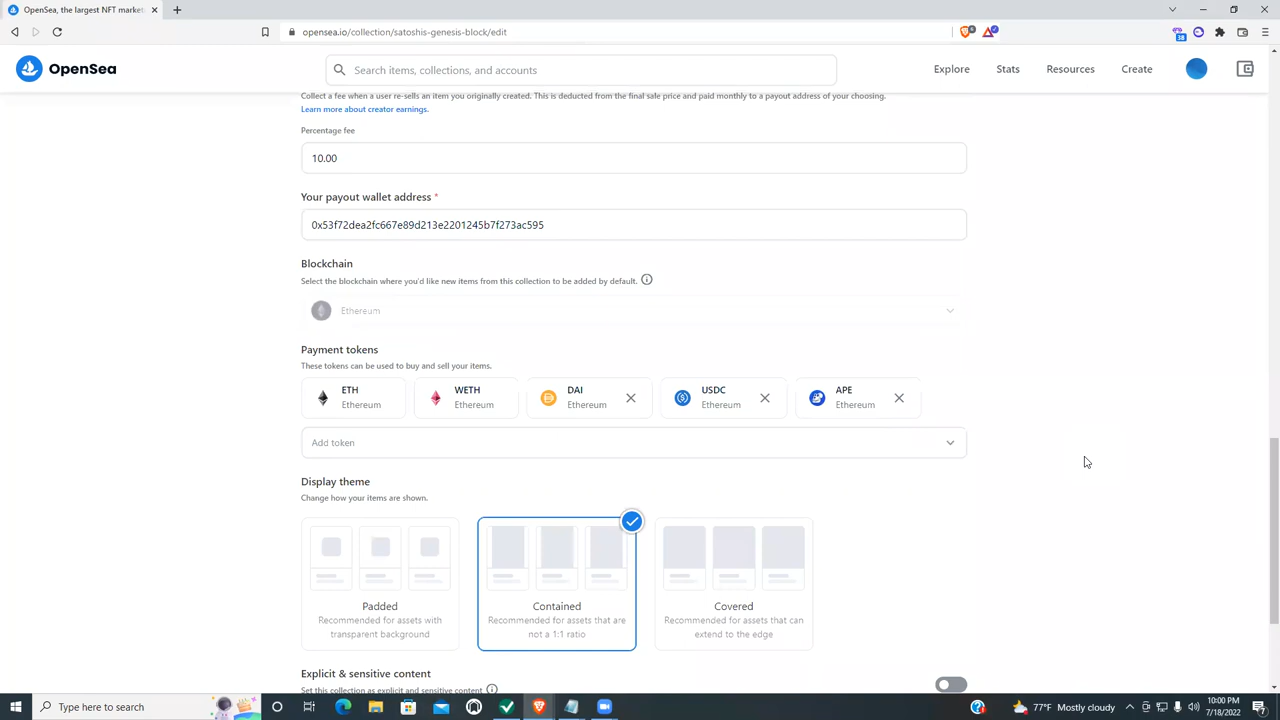 OpenSea, the largest NFT market
opensea.io/collection/satoshis-genesis-block/edit
38
OpenSea
Search items, collections, and accounts
Explore
Stats
Resources
Create
Collect a fee when a user re-sells an item you originally created. This is deducted from the final sale price and paid monthly to a payout address of your choosing.
Learn more about creator earnings.
Percentage fee
10.00
Your payout wallet address *
0x53f72dea2fc667e89d213e2201245b7f273ac595
Blockchain
Select the blockchain where you'd like new items from this collection to be added by default.
Ethereum
Payment tokens
These tokens can be used to buy and sell your items.
ETH
Ethereum
WETH
Ethereum
DAI
Ethereum
USDC
Ethereum
APE
Ethereum
Add token
Display theme
Change how your items are shown.
Padded
Recommended for assets with
transparent background
Contained
Recommended for assets that are
not a 1:1 ratio
Covered
Recommended for assets that can
extend to the edge
Explicit & sensitive content
Set this collection as explicit and sensitive content
Type here to search
77°F Mostly cloudy
10:00 PM
7/18/2022